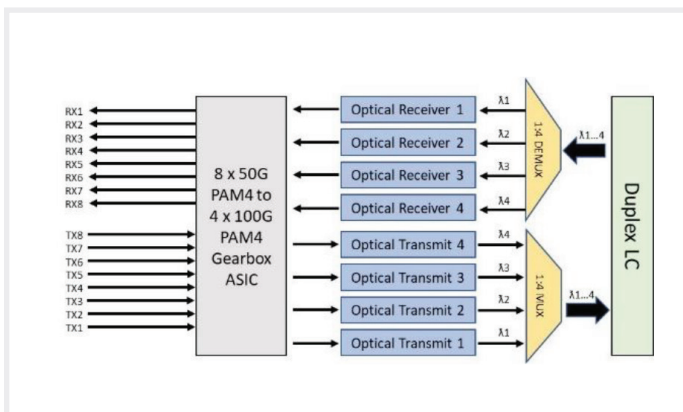 RX1
RX2
RX3
RX4
RX5
RX6
RX7
RX8
TX8
TX7
TX6
TX5
TX4
TX3
TX2
TX1
8 x 50G
PAM4 to
4 x 100G
PAM4
Gearbox
ASIC
Optical Receiver 1
Optical Receiver 2
Optical Receiver 3
Optical Receiver 4
Optical Transmit 4
Optical Transmit 3
Optical Transmit 2
Optical Transmit 1
λ1
λ2
λ3
λ4
λ4
λ3
λ2
λ1
1:4 DEMUX
1:4 MUX
λ1...4
λ1...4
Duplex LC